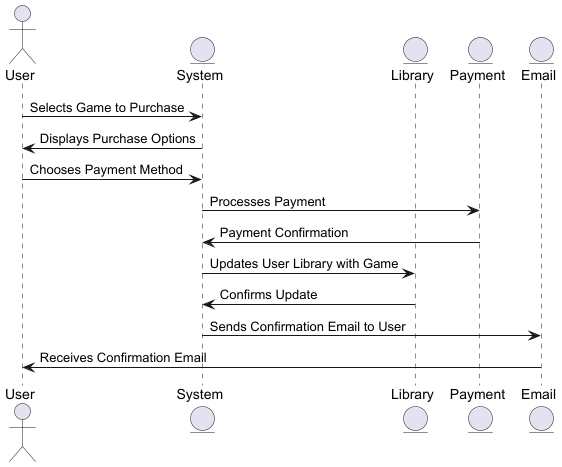 User
System
Library
Payment
Email
Selects Game to Purchase
Displays Purchase Options
Chooses Payment Method
Processes Payment
Payment Confirmation
Updates User Library with Game
Confirms Update
Sends Confirmation Email to User
Receives Confirmation Email
User
System
Library
Payment
Email